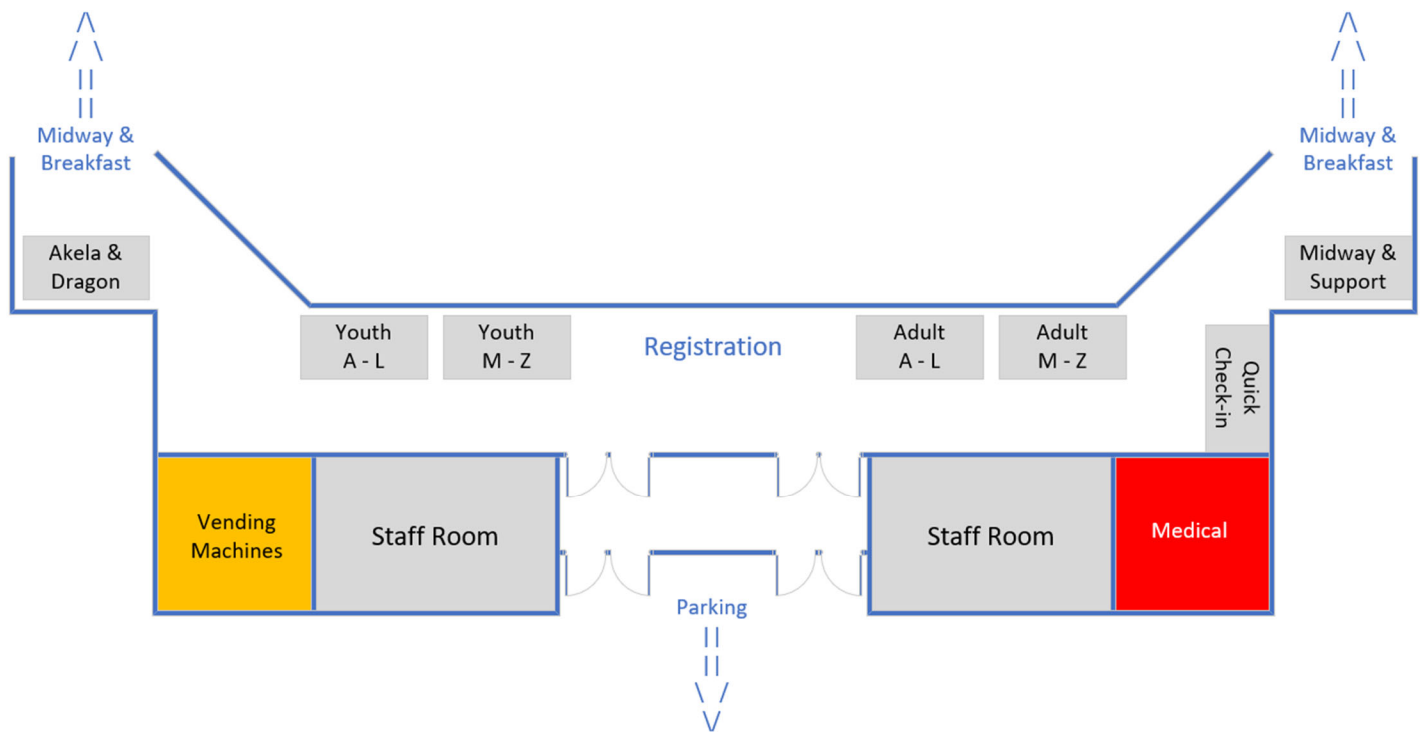 Midway &
Breakfast
Midway &
Breakfast
Akela &
Dragon
Midway &
Support
Youth
A - L
Youth
M - Z
Registration
Adult
A - L
Adult
M - Z
Quick
Check-in
Vending
Machines
Staff Room
Staff Room
Medical
Parking